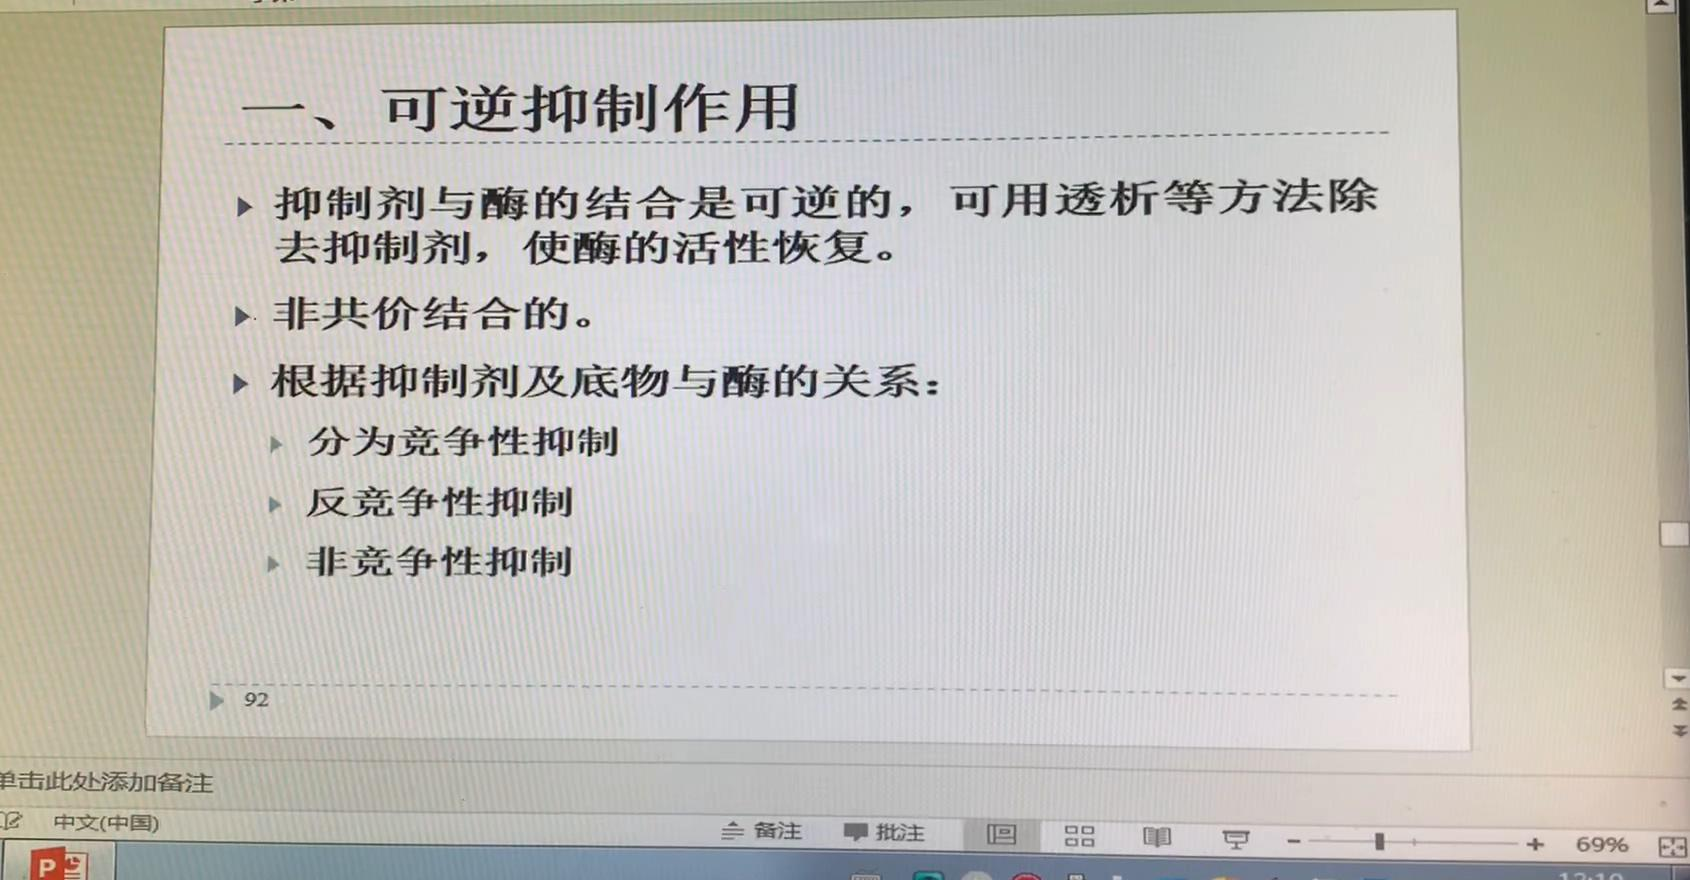 一、可逆抑制作用
抑制剂与酶的结合是可逆的，可用透析等方法除
去抑制剂，使酶的活性恢复。
非共价结合的。
根据抑制剂及底物与酶的关系：
分为竞争性抑制
反竞争性抑制
非竞争性抑制
92
单击此处添加备注
中文(中国)
备注 批注 69%